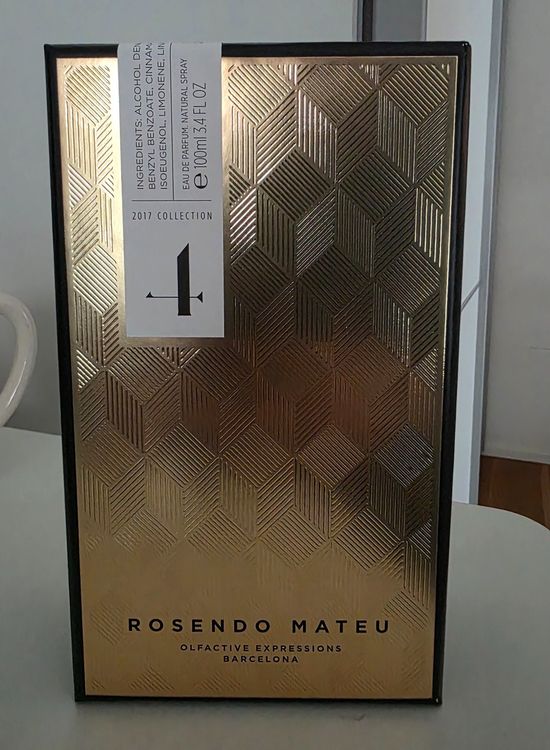 INGREDIENTS: ALCOHOL
BENZYL BENZOATE, CINNAM
ISOEUGENOL, LIMONENE, LIN
EAU DE PARFUM. NATURAL SPRAY
e 100ml 3.4 FL OZ
2017 COLLECTION
4
ROSENDO MATEU
OLFACTIVE EXPRESSIONS
BARCELONA